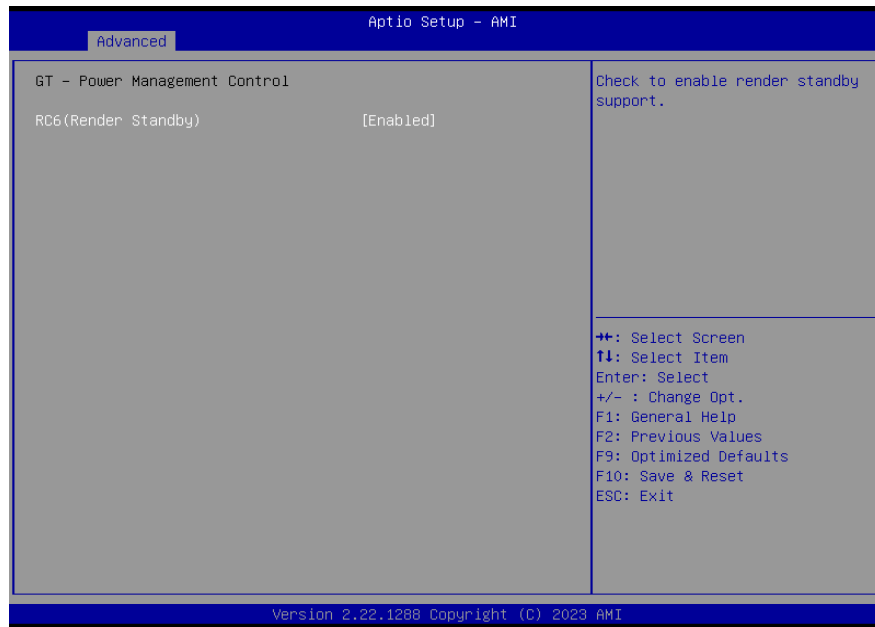 Aptio Setup – AMI
Advanced
GT – Power Management Control
RC6(Render Standby) [Enabled]
Check to enable render standby
support.
→←: Select Screen
↑↓: Select Item
Enter: Select
+/– : Change Opt.
F1: General Help
F2: Previous Values
F9: Optimized Defaults
F10: Save & Reset
ESC: Exit
Version 2.22.1288 Copyright (C) 2023 AMI